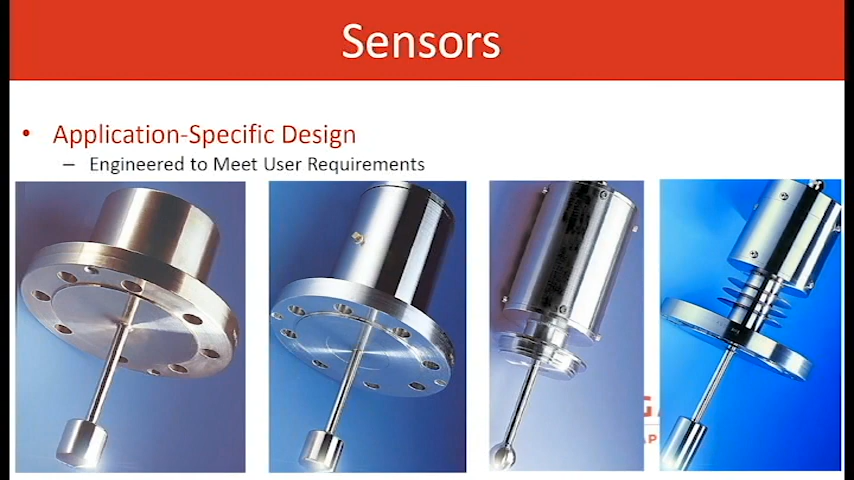 Sensors
• Application-Specific Design
– Engineered to Meet User Requirements